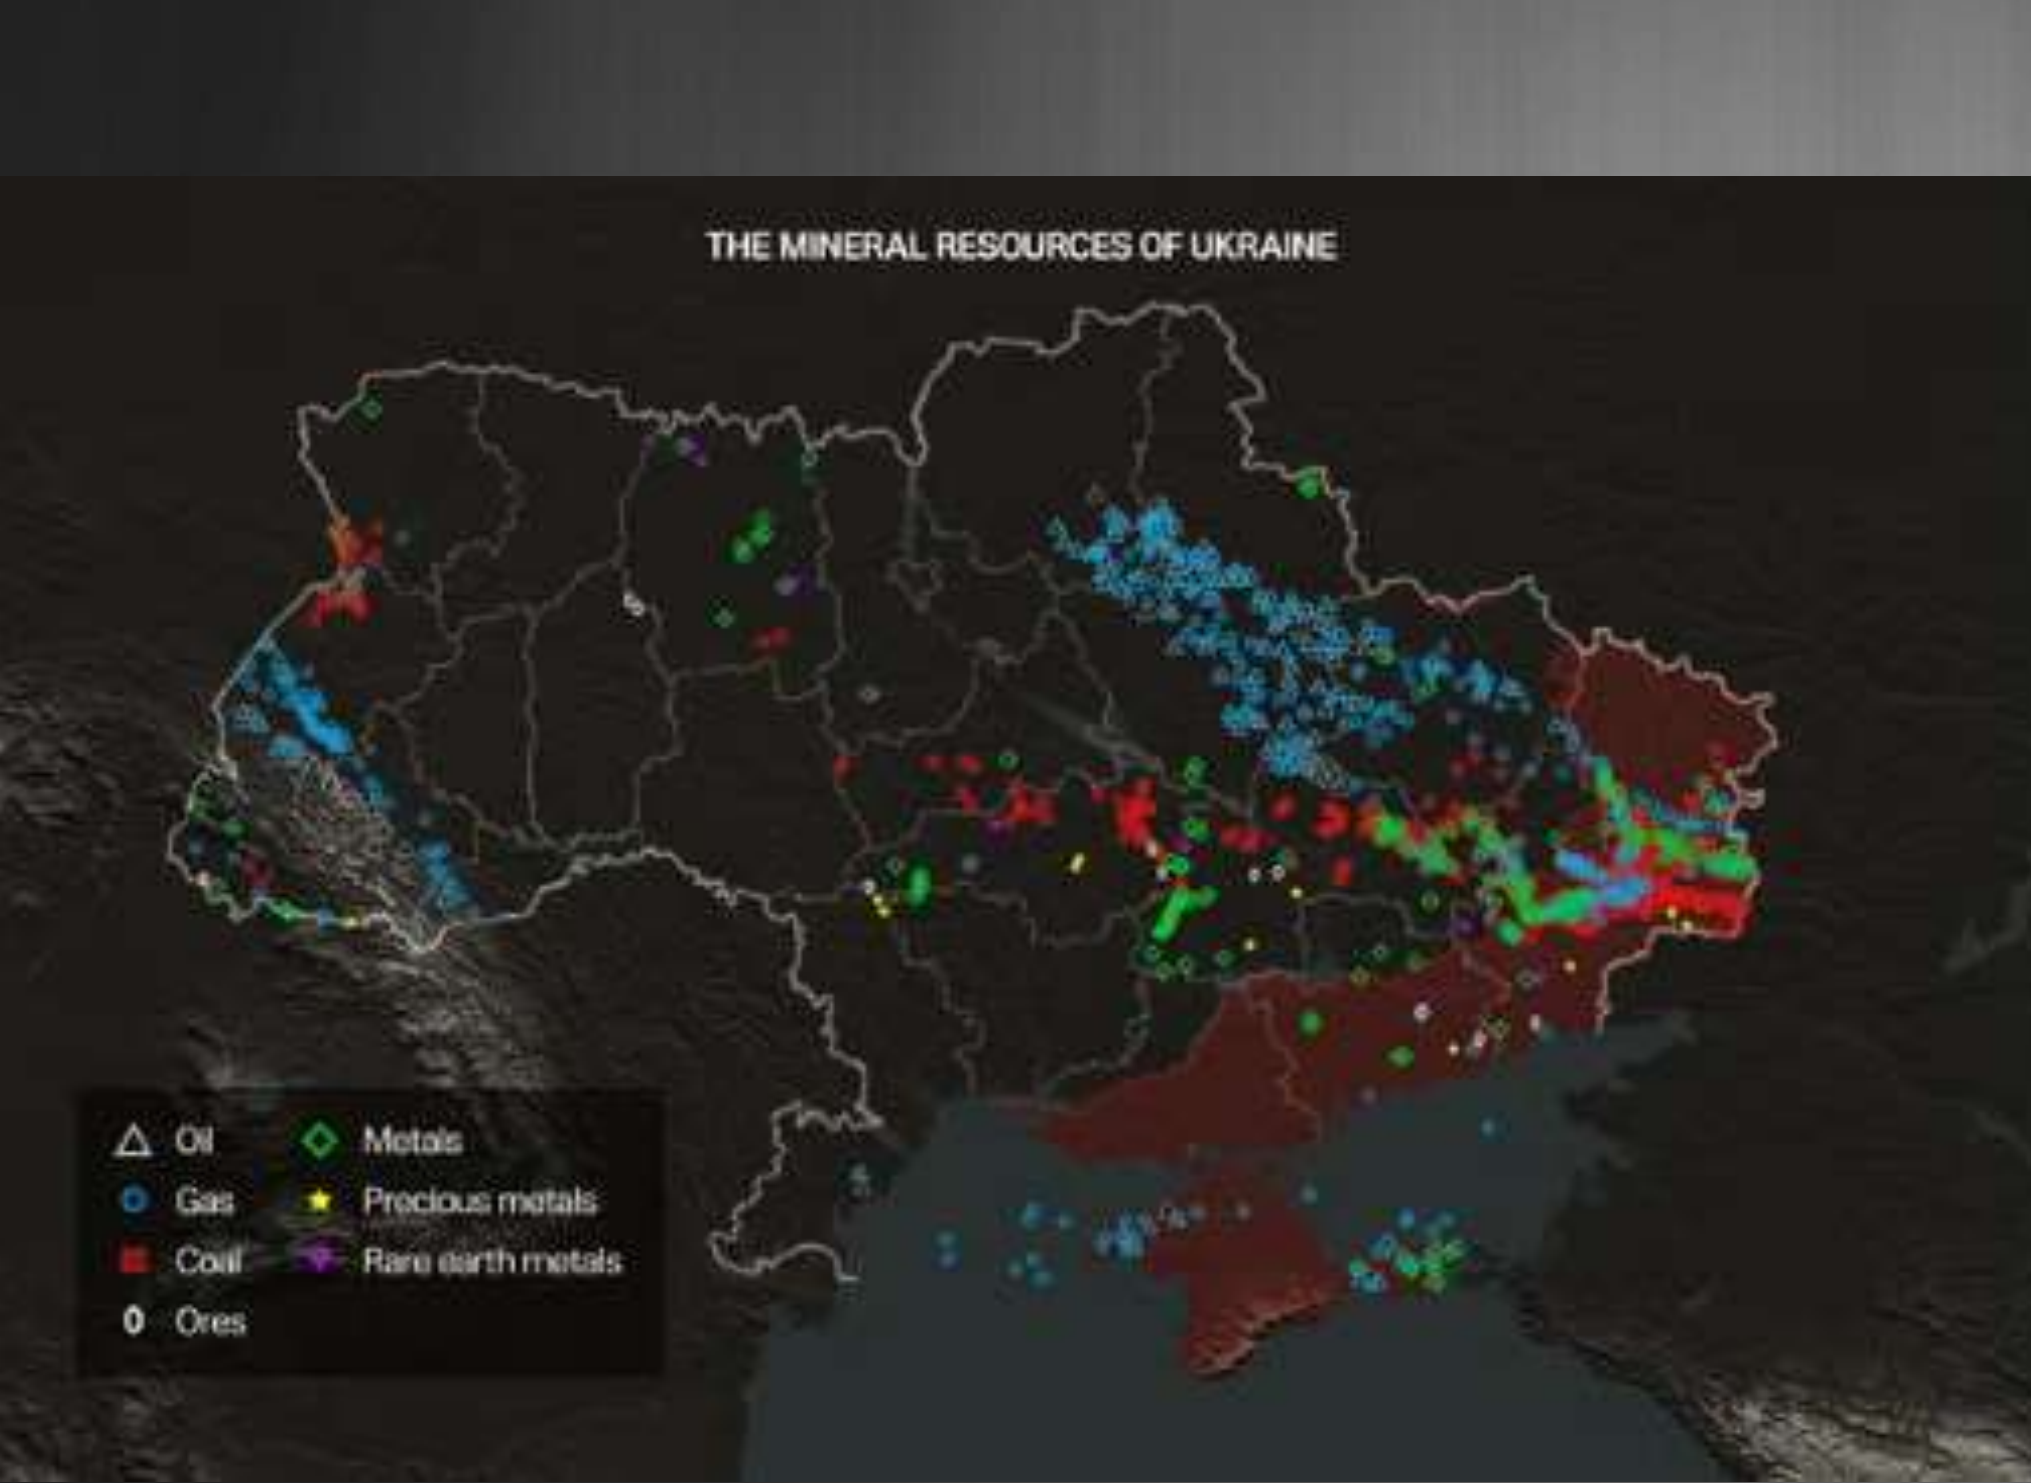 THE MINERAL RESOURCES OF UKRAINE
Oil
Gas
Coal
Ores
Metals
Precious metals
Rare earth metals